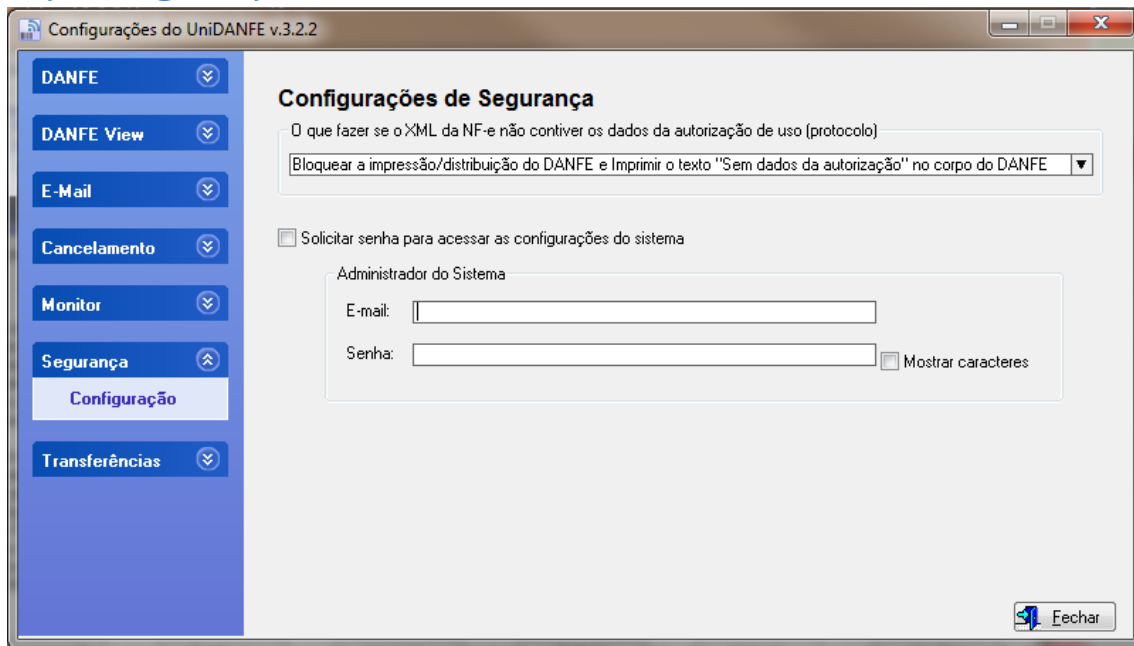 Configurações do UniDANFE v.3.2.2
DANFE
DANFE View
E-Mail
Cancelamento
Monitor
Segurança
Configuração
Transferências
Configurações de Segurança
O que fazer se o XML da NF-e não contiver os dados da autorização de uso (protocolo)
Bloquear a impressão/distribuição do DANFE e Imprimir o texto "Sem dados da autorização" no corpo do DANFE
Solicitar senha para acessar as configurações do sistema
Administrador do Sistema
E-mail:
Senha:
Mostrar caracteres
Fechar